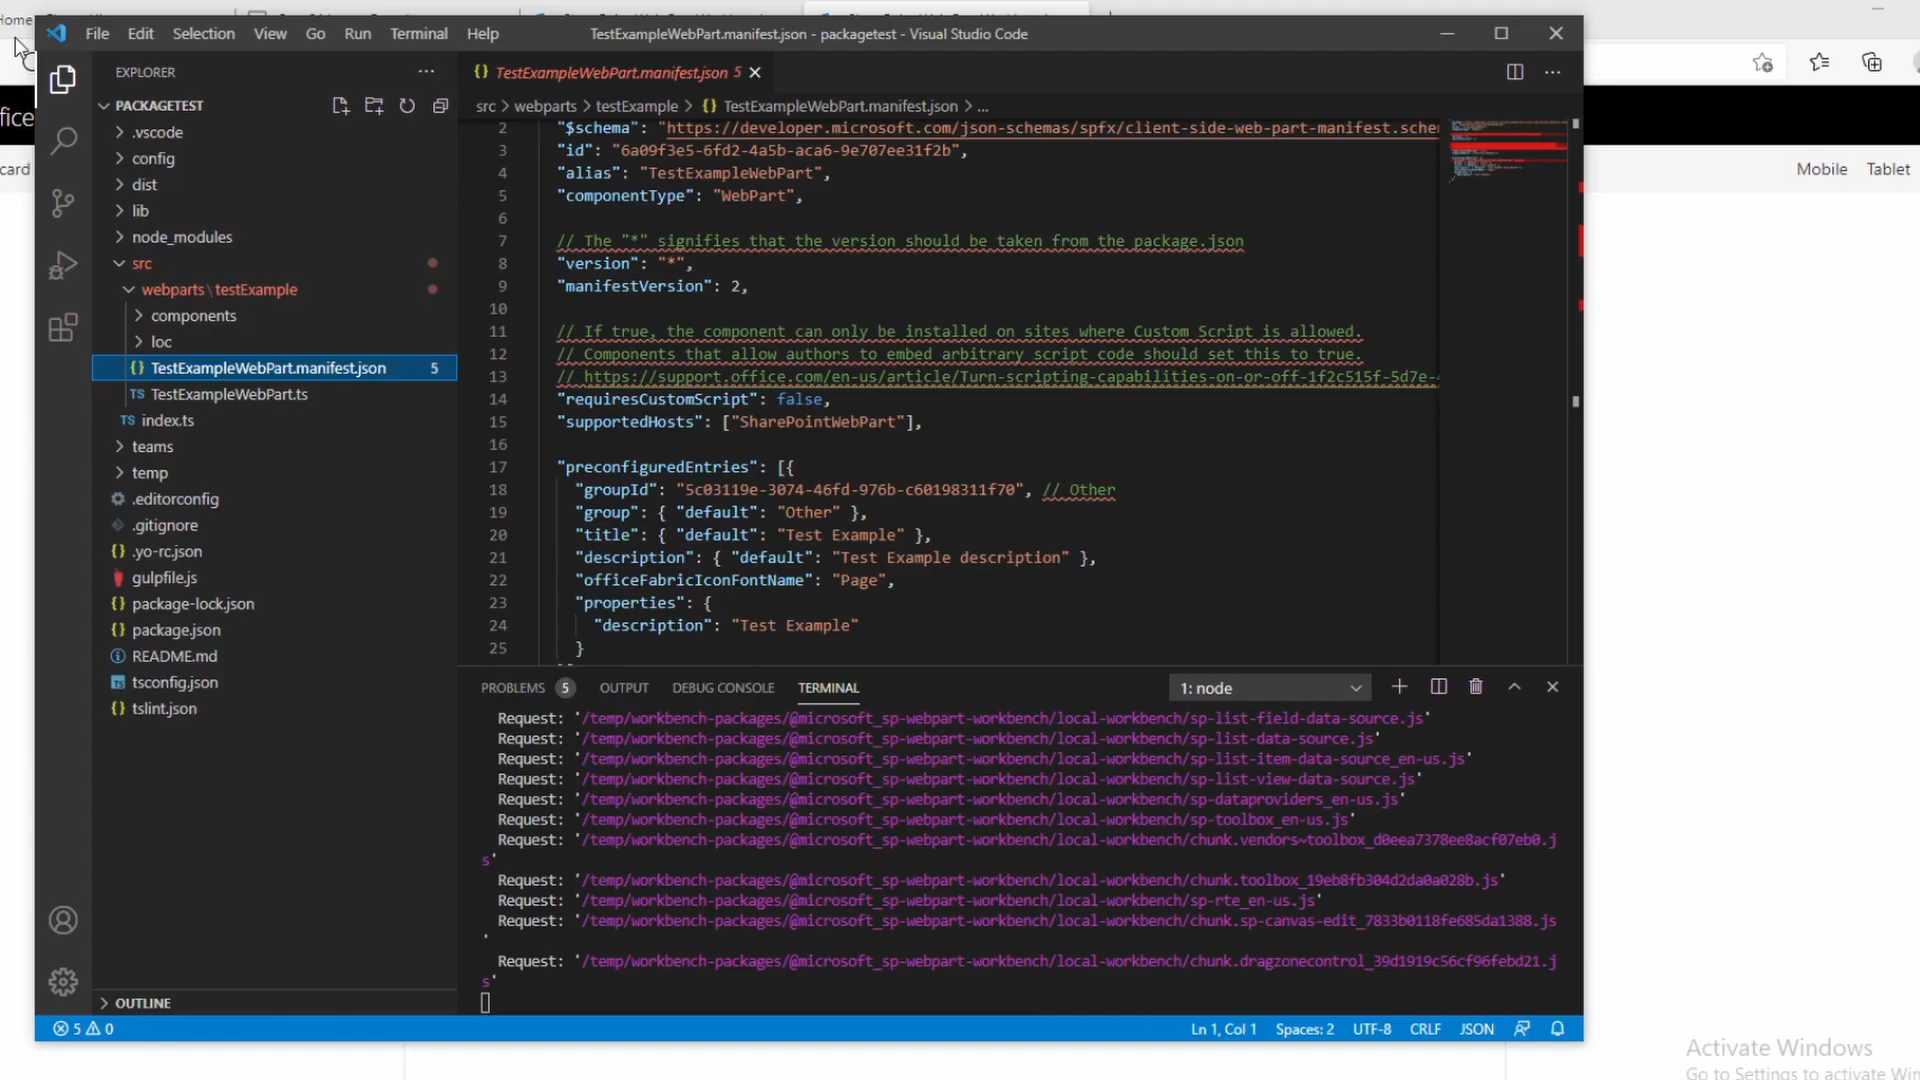 Home
File Edit Selection View Go Run Terminal Help
TestExampleWebPart.manifest.json - packagetest - Visual Studio Code
EXPLORER
PACKAGETEST
.vscode
config
dist
lib
node_modules
src
webparts\testExample
components
loc
TestExampleWebPart.manifest.json 5
TestExampleWebPart.ts
index.ts
teams
temp
.editorconfig
.gitignore
.yo-rc.json
gulpfile.js
package-lock.json
package.json
README.md
tsconfig.json
tslint.json
OUTLINE
TestExampleWebPart.manifest.json 5
src > webparts > testExample > {} TestExampleWebPart.manifest.json > ...
2 "$schema": "https://developer.microsoft.com/json-schemas/spfx/client-side-web-part-manifest.schem
3 "id": "6a09f3e5-6fd2-4a5b-aca6-9e707ee31f2b",
4 "alias": "TestExampleWebPart",
5 "componentType": "WebPart",
6
7 // The "*" signifies that the version should be taken from the package.json
8 "version": "*",
9 "manifestVersion": 2,
10
11 // If true, the component can only be installed on sites where Custom Script is allowed.
12 // Components that allow authors to embed arbitrary script code should set this to true.
13 // https://support.office.com/en-us/article/Turn-scripting-capabilities-on-or-off-1f2c515f-5d7e-
14 "requiresCustomScript": false,
15 "supportedHosts": ["SharePointWebPart"],
16
17 "preconfiguredEntries": [{
18 "groupId": "5c03119e-3074-46fd-976b-c60198311f70", // Other
19 "group": { "default": "Other" },
20 "title": { "default": "Test Example" },
21 "description": { "default": "Test Example description" },
22 "officeFabricIconFontName": "Page",
23 "properties": {
24 "description": "Test Example"
25 }
PROBLEMS 5 OUTPUT DEBUG CONSOLE TERMINAL 1: node
Request: '/temp/workbench-packages/@microsoft_sp-webpart-workbench/local-workbench/sp-list-field-data-source.js'
Request: '/temp/workbench-packages/@microsoft_sp-webpart-workbench/local-workbench/sp-list-data-source.js'
Request: '/temp/workbench-packages/@microsoft_sp-webpart-workbench/local-workbench/sp-list-item-data-source_en-us.js'
Request: '/temp/workbench-packages/@microsoft_sp-webpart-workbench/local-workbench/sp-list-view-data-source.js'
Request: '/temp/workbench-packages/@microsoft_sp-webpart-workbench/local-workbench/sp-dataproviders_en-us.js'
Request: '/temp/workbench-packages/@microsoft_sp-webpart-workbench/local-workbench/sp-toolbox_en-us.js'
Request: '/temp/workbench-packages/@microsoft_sp-webpart-workbench/local-workbench/chunk.vendors~toolbox_d0eea7378ee8acf07eb0.j
s'
Request: '/temp/workbench-packages/@microsoft_sp-webpart-workbench/local-workbench/chunk.toolbox_19eb8fb304d2da0a028b.js'
Request: '/temp/workbench-packages/@microsoft_sp-webpart-workbench/local-workbench/sp-rte_en-us.js'
Request: '/temp/workbench-packages/@microsoft_sp-webpart-workbench/local-workbench/chunk.sp-canvas-edit_7833b0118fe685da1388.js
'
Request: '/temp/workbench-packages/@microsoft_sp-webpart-workbench/local-workbench/chunk.dragzonecontrol_39d1919c56cf96febd21.j
s'
5 0
Ln 1, Col 1 Spaces: 2 UTF-8 CRLF JSON
fice
card
Mobile Tablet
Activate Windows
Go to Settings to activate Win